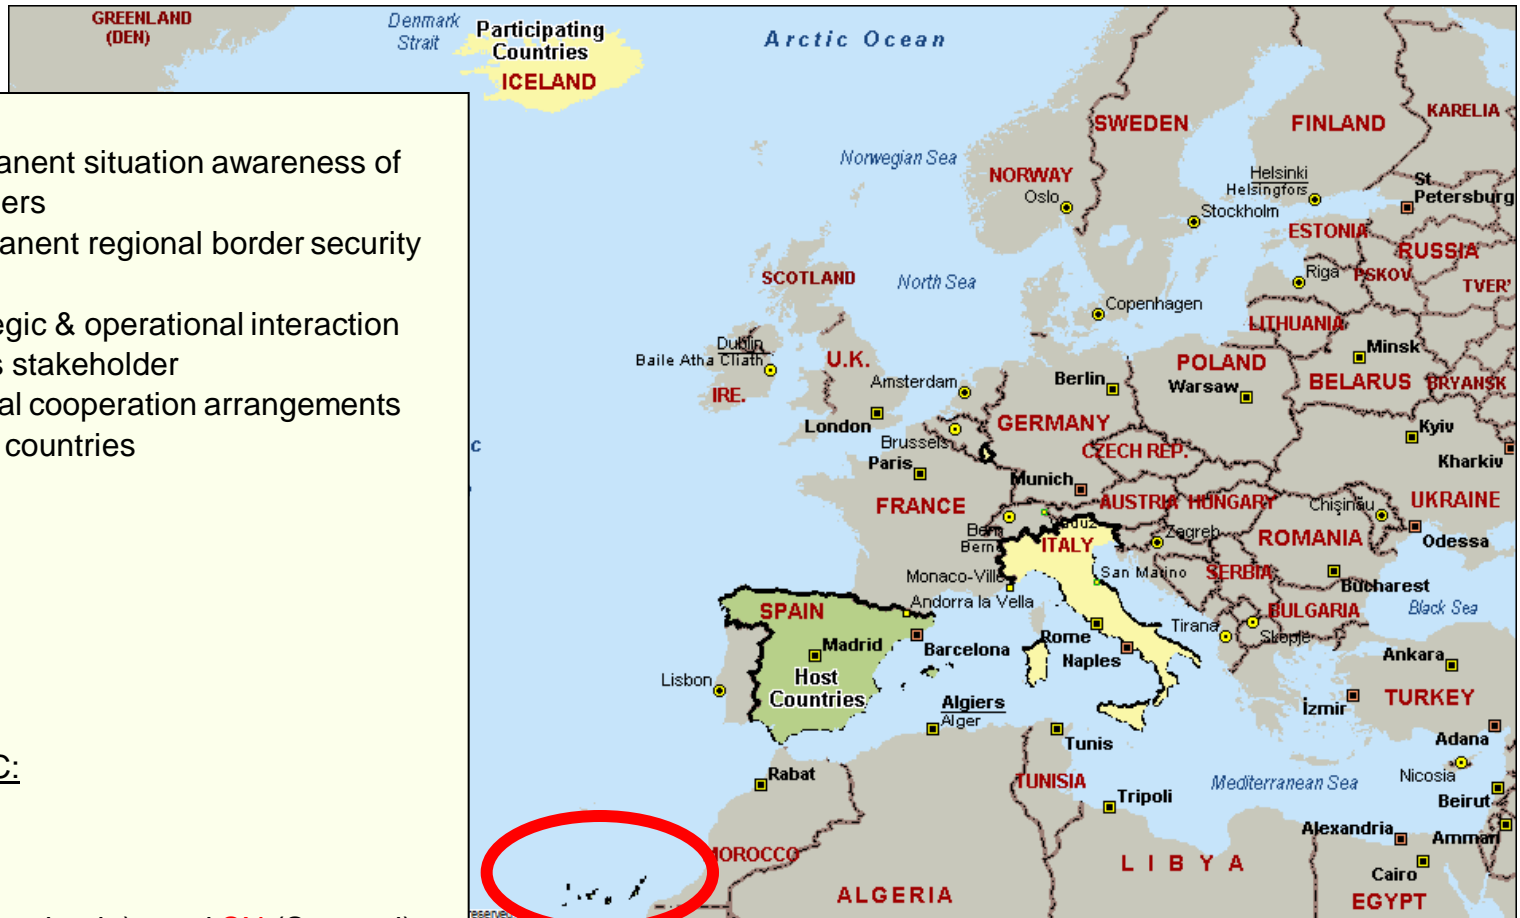 GREENLAND
(DEN)
Denmark
Strait
Participating
Countries
ICELAND
Arctic Ocean
anent situation awareness of
ers
anent regional border security
egic & operational interaction
s stakeholder
al cooperation arrangements
countries
C:
SWEDEN
FINLAND
KARELIA
Norwegian Sea
NORWAY
Oslo
Helsinki
Helsingfors
Stockholm
St
Petersburg
ESTONIA
RUSSIA
Riga
PSKOV
TVER'
SCOTLAND
North Sea
Copenhagen
LITHUANIA
Minsk
Dublin
Baile Atha Cliath
U.K.
IRE.
Amsterdam
Berlin
POLAND
Warsaw
BELARUS
BRYANSK
London
Brussels
GERMANY
Kyiv
c
Paris
CZECH REP.
Kharkiv
Munich
FRANCE
AUSTRIA
HUNGARY
Chişinău
UKRAINE
Bern
Berne
Vaduz
ITALY
Zagreb
ROMANIA
Odessa
Monaco-Ville
San Marino
SERBIA
Bucharest
SPAIN
Andorra la Vella
BULGARIA
Black Sea
Madrid
Barcelona
Rome
Naples
Tirana
Skopje
Ankara
Lisbon
Host
Countries
Algiers
Alger
İzmir
TURKEY
Tunis
Adana
Rabat
TUNISIA
Tripoli
Mediterranean Sea
Nicosia
Beirut
MOROCCO
Alexandria
Amman
LIBYA
Cairo
ALGERIA
EGYPT
reserved